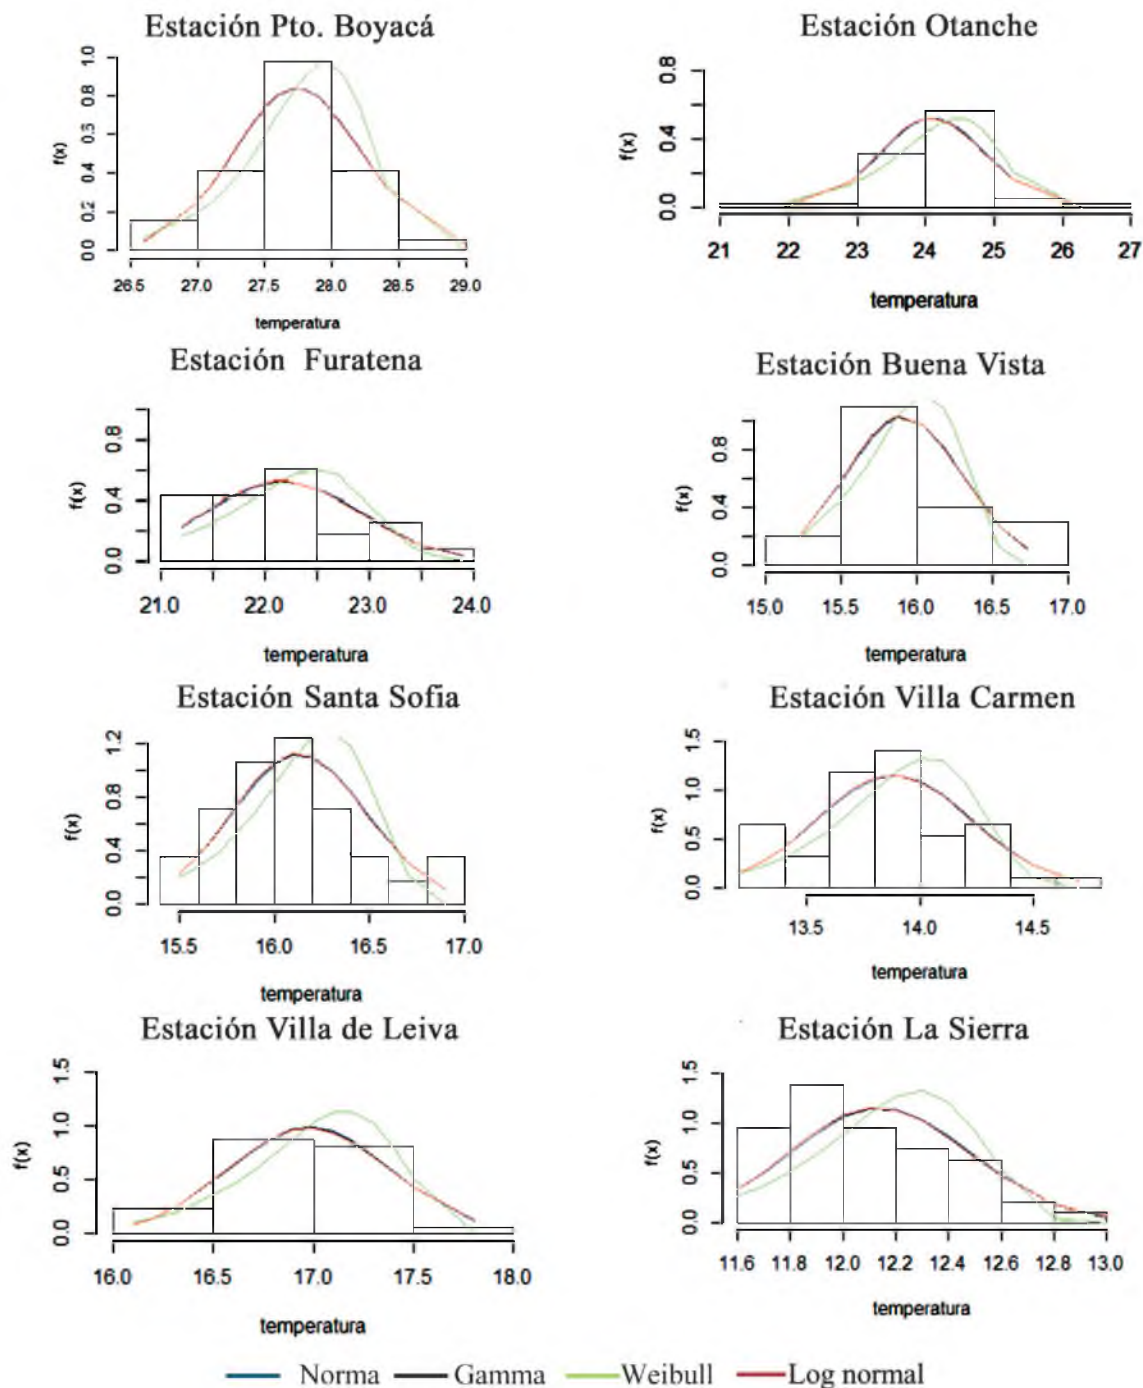 Estación Pto. Boyacá
f(x)
0.0 0.2 0.4 0.6 0.8 1.0
26.5 27.0 27.5 28.0 28.5 29.0
temperatura
Estación Otanche
f(x)
0.0 0.4 0.8
21 22 23 24 25 26 27
temperatura
Estación Furatena
f(x)
0.0 0.4 0.8
21.0 22.0 23.0 24.0
temperatura
Estación Buena Vista
f(x)
0.0 0.4 0.8
15.0 15.5 16.0 16.5 17.0
temperatura
Estación Santa Sofia
f(x)
0.0 0.4 0.8 1.2
15.5 16.0 16.5 17.0
temperatura
Estación Villa Carmen
f(x)
0.0 0.5 1.0 1.5
13.5 14.0 14.5
temperatura
Estación Villa de Leiva
f(x)
0.0 0.5 1.0 1.5
16.0 16.5 17.0 17.5 18.0
temperatura
Estación La Sierra
f(x)
0.0 0.5 1.0 1.5
11.6 11.8 12.0 12.2 12.4 12.6 12.8 13.0
temperatura
Norma Gamma Weibull Log normal